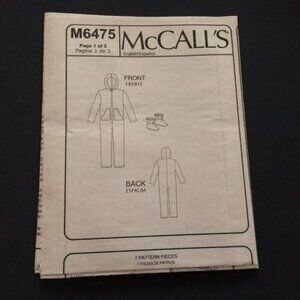 M6475
Page 1 of 3
Página 1 de 3
McCALL'S
English/Español
FRONT
FRENTE
BACK
ESPALDA
7 PATTERN PIECES
7 PIEZAS DE PATRON